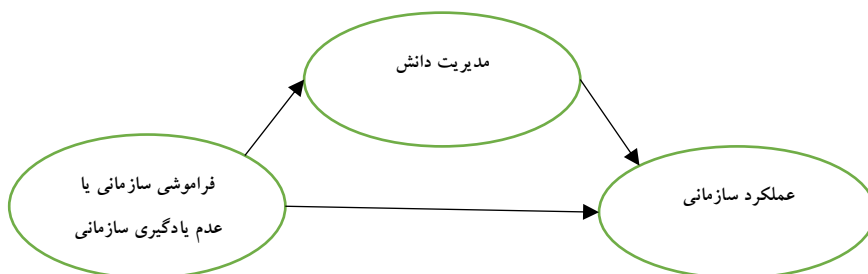 مدیریت دانش
فراموشی سازمانی یا
عدم یادگیری سازمانی
عملکرد سازمانی